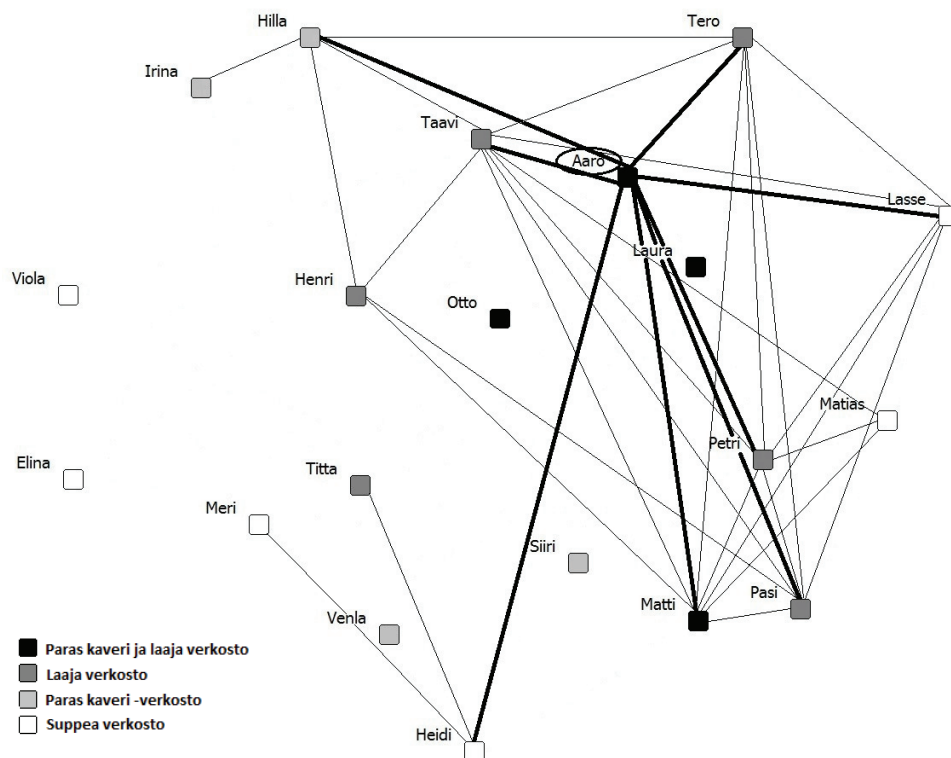 Hilla
Tero
Irina
Taavi
Aaro
Lasse
Laura
Viola
Henri
Otto
Matias
Petri
Elina
Titta
Meri
Siiri
Matti
Pasi
Venla
Paras kaveri ja laaja verkosto
Laaja verkosto
Paras kaveri -verkosto
Suppea verkosto
Heidi